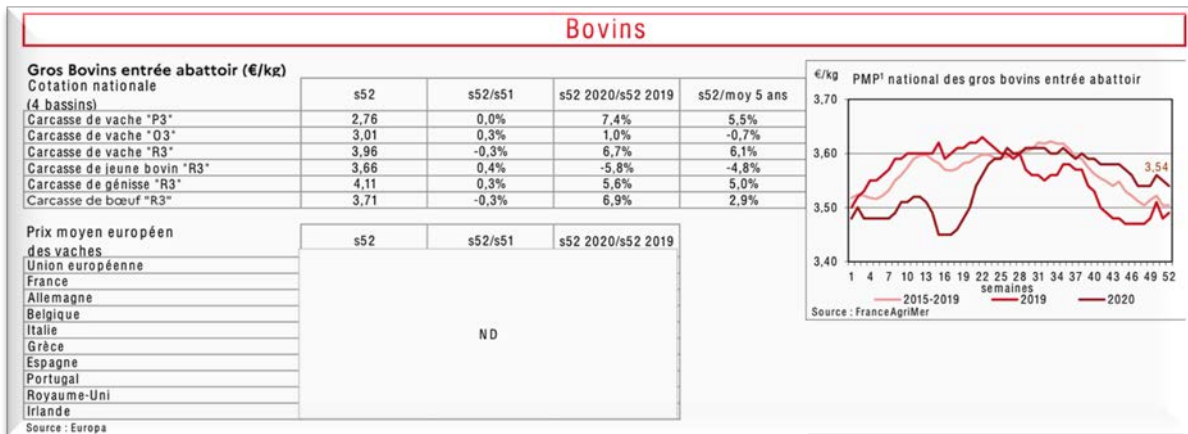 Bovins
Gros Bovins entrée abattoir (€/kg)
Cotation nationale
(4 bassins) s52 s52/s51 s52 2020/s52 2019 s52/moy 5 ans
Carcasse de vache "P3" 2,76 0,0% 7,4% 5,5%
Carcasse de vache "O3" 3,01 0,3% 1,0% -0,7%
Carcasse de vache "R3" 3,96 -0,3% 6,7% 6,1%
Carcasse de jeune bovin "R3" 3,66 0,4% -5,8% -4,8%
Carcasse de génisse "R3" 4,11 0,3% 5,6% 5,0%
Carcasse de bœuf "R3" 3,71 -0,3% 6,9% 2,9%
Prix moyen européen
des vaches s52 s52/s51 s52 2020/s52 2019
Union européenne
France
Allemagne
Belgique
Italie
Grèce
Espagne
Portugal
Royaume-Uni
Irlande
ND
Source : Europa
€/kg PMP¹ national des gros bovins entrée abattoir
3,70
3,60
3,50
3,40
3,54
1 4 7 10 13 16 19 22 25 28 31 34 37 40 43 46 49 52
semaines
2015-2019 2019 2020
Source : FranceAgriMer